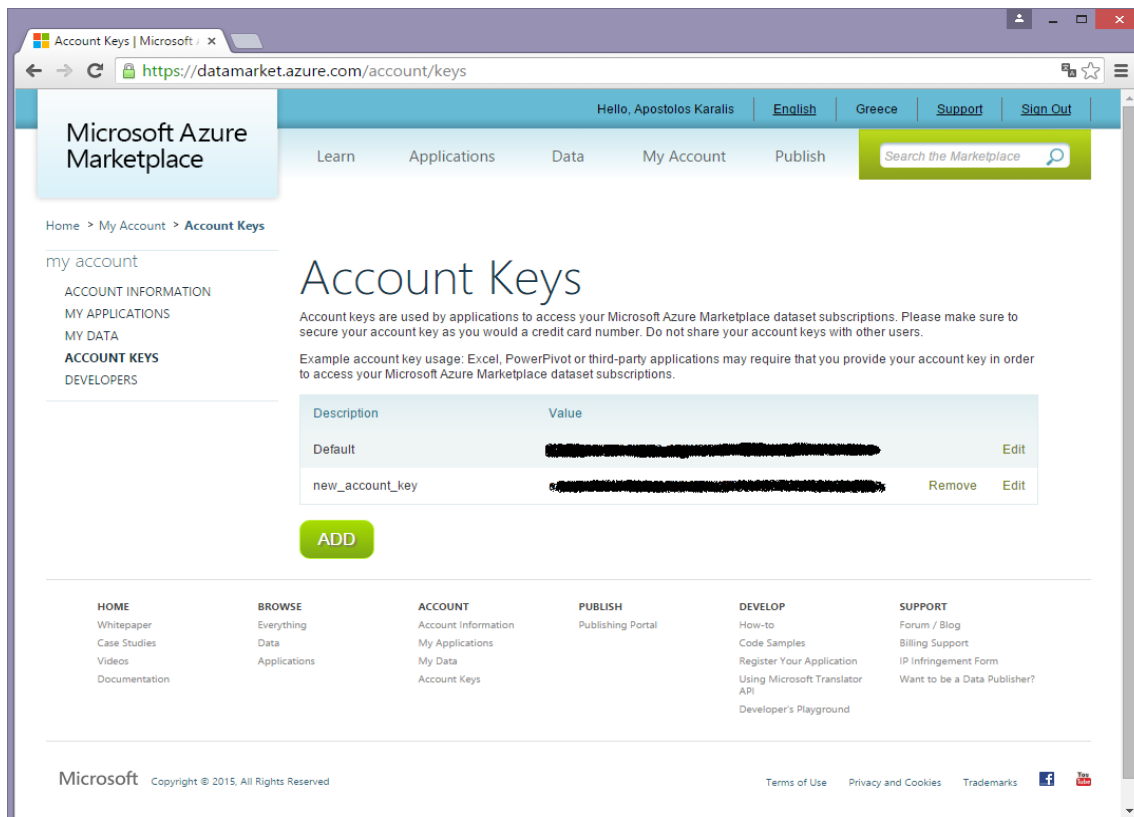 Account Keys | Microsoft A
https://datamarket.azure.com/account/keys
Hello, Apostolos Karalis English Greece Support Sign Out
Microsoft Azure
Marketplace
Learn Applications Data My Account Publish Search the Marketplace
Home > My Account > Account Keys
my account
ACCOUNT INFORMATION
MY APPLICATIONS
MY DATA
ACCOUNT KEYS
DEVELOPERS
Account Keys
Account keys are used by applications to access your Microsoft Azure Marketplace dataset subscriptions. Please make sure to
secure your account key as you would a credit card number. Do not share your account keys with other users.
Example account key usage: Excel, PowerPivot or third-party applications may require that you provide your account key in order
to access your Microsoft Azure Marketplace dataset subscriptions.
Description Value
Default Edit
new_account_key Remove Edit
ADD
HOME
Whitepaper
Case Studies
Videos
Documentation
BROWSE
Everything
Data
Applications
ACCOUNT
Account Information
My Applications
My Data
Account Keys
PUBLISH
Publishing Portal
DEVELOP
How-to
Code Samples
Register Your Application
Using Microsoft Translator
API
Developer's Playground
SUPPORT
Forum / Blog
Billing Support
IP Infringement Form
Want to be a Data Publisher?
Microsoft Copyright © 2015, All Rights Reserved
Terms of Use Privacy and Cookies Trademarks f You Tube